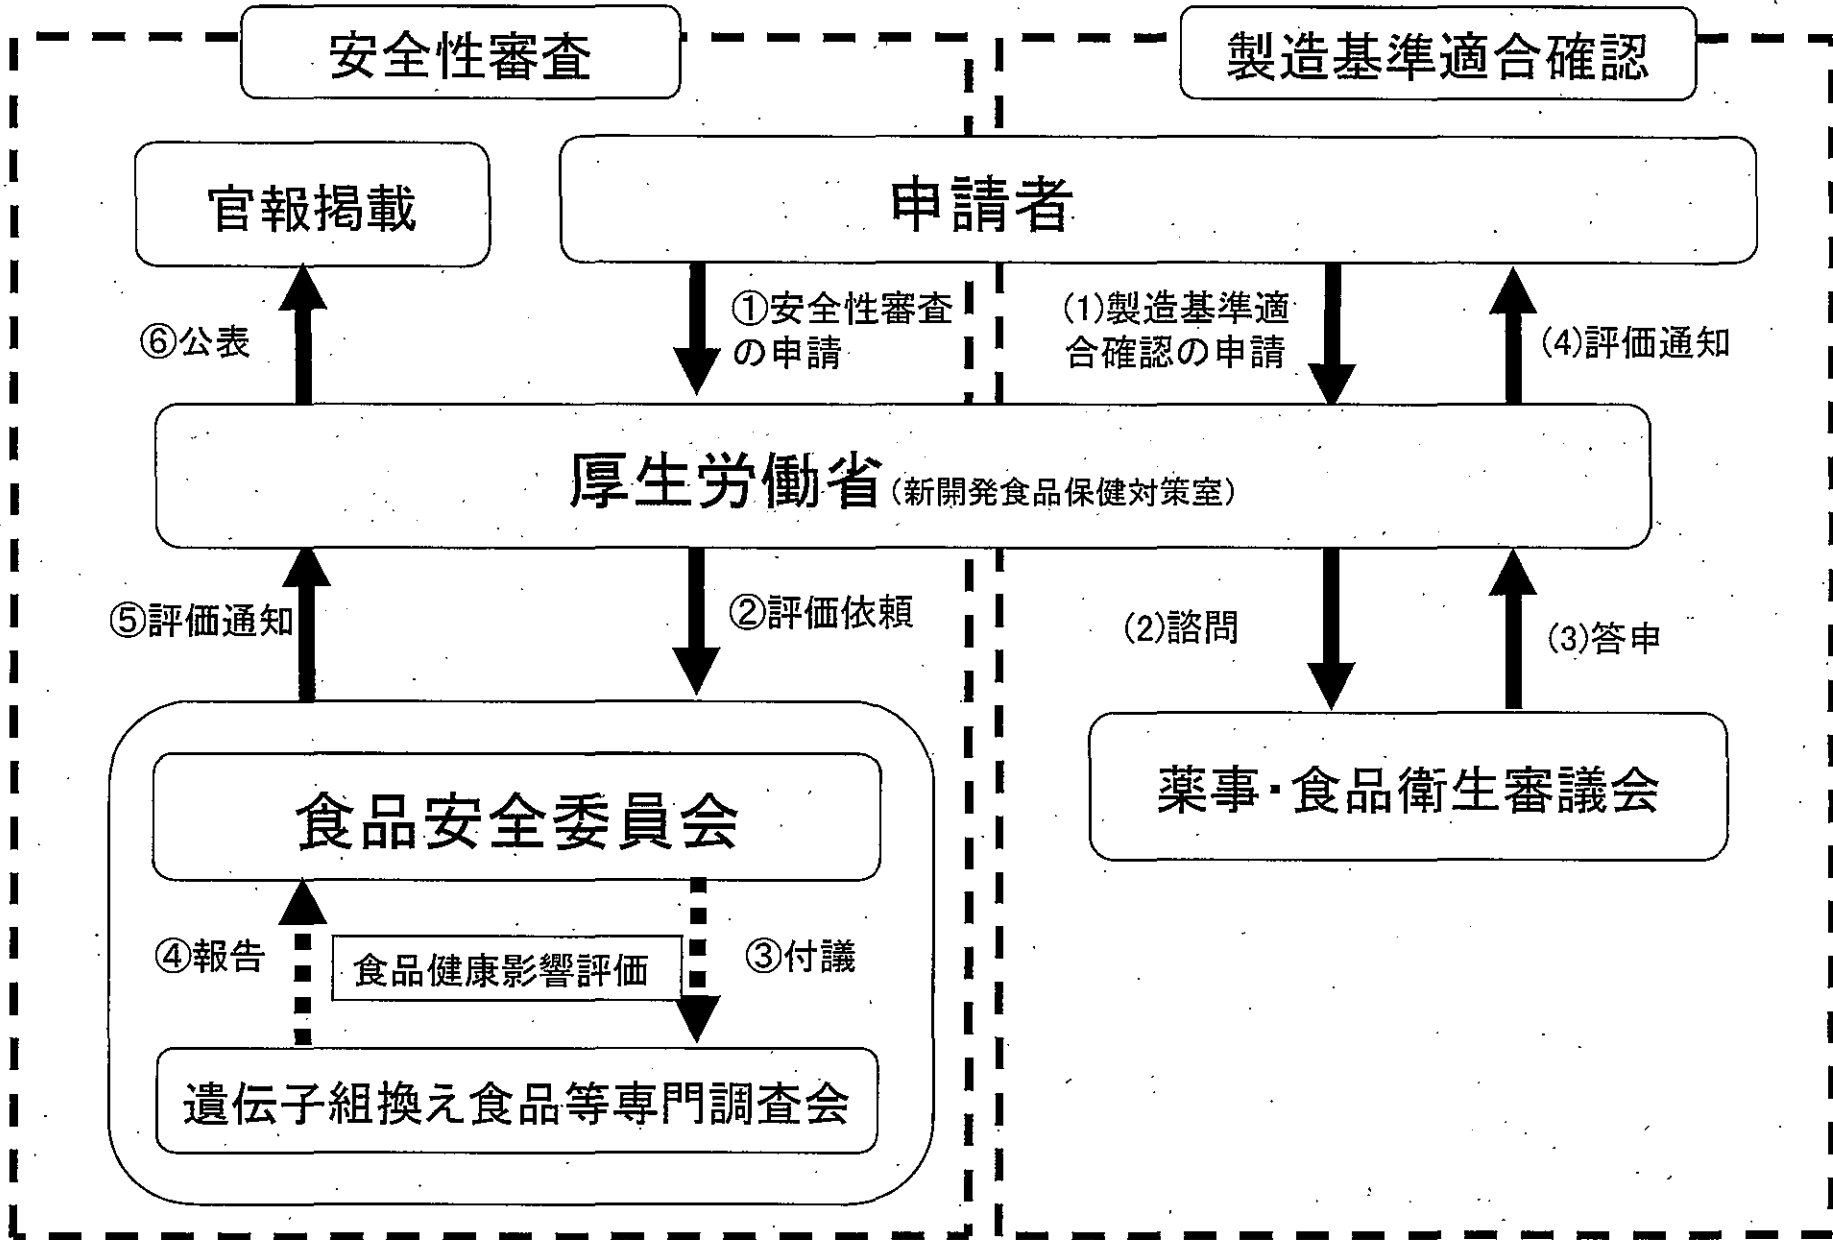 安全性審査
製造基準適合確認
官報掲載
申請者
⑥公表
①安全性審査
の申請
(1)製造基準適
合確認の申請
(4)評価通知
厚生労働省(新開発食品保健対策室)
⑤評価通知
②評価依頼
(2)諮問
(3)答申
食品安全委員会
薬事・食品衛生審議会
④報告
食品健康影響評価
③付議
遺伝子組換え食品等専門調査会